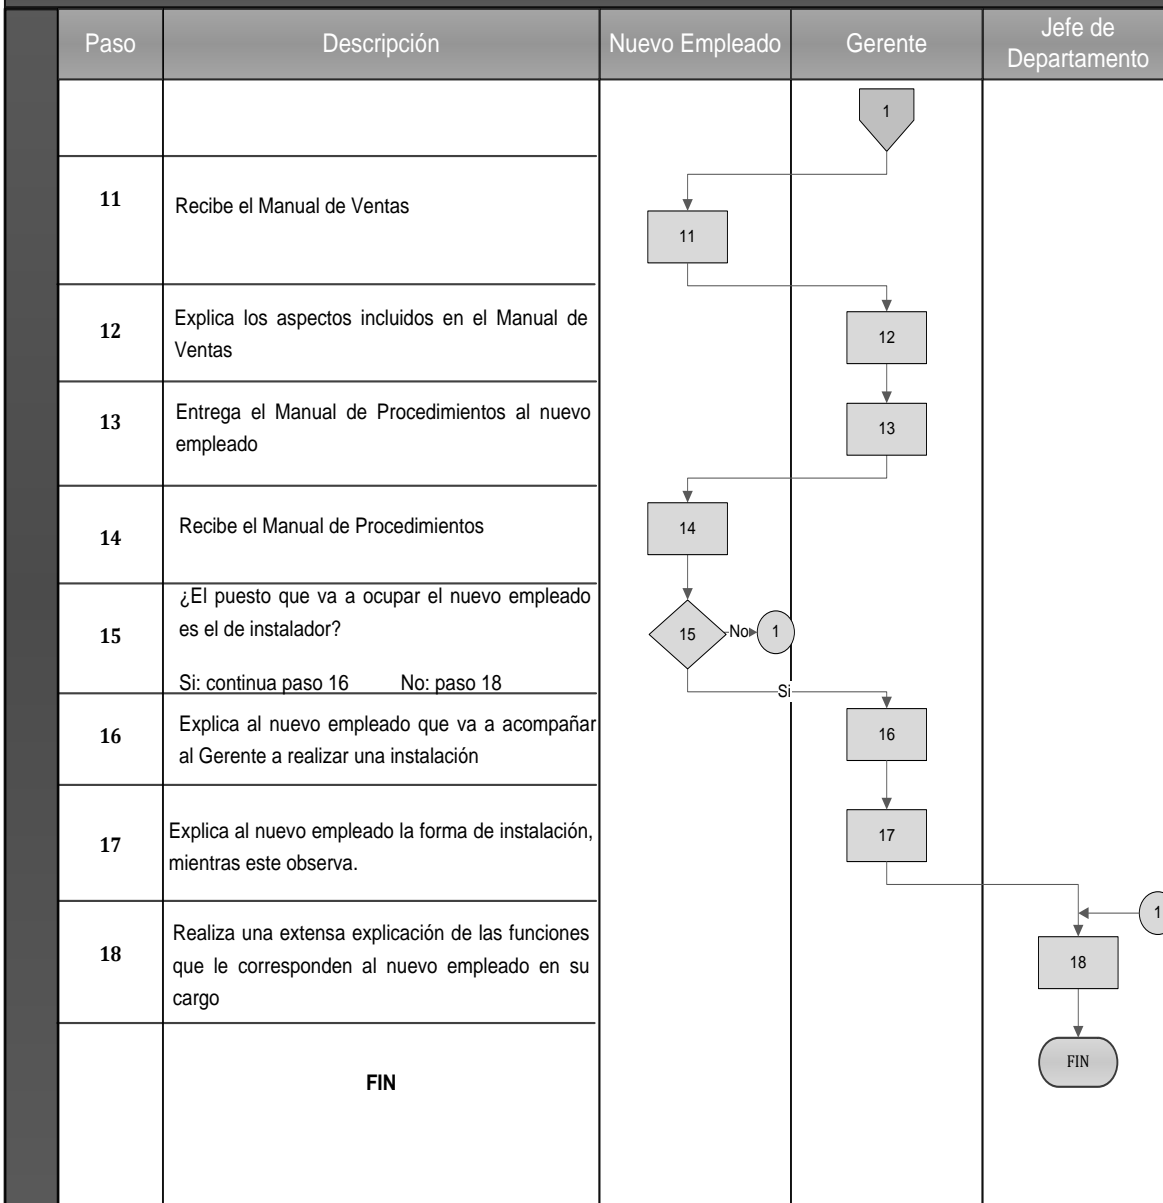 Paso
Descripción
Nuevo Empleado
Gerente
Jefe de
Departamento
1
11
Recibe el Manual de Ventas
11
12
Explica los aspectos incluidos en el Manual de
Ventas
12
13
Entrega el Manual de Procedimientos al nuevo
empleado
13
14
Recibe el Manual de Procedimientos
14
15
¿El puesto que va a ocupar el nuevo empleado
es el de instalador?
Si: continua paso 16 No: paso 18
15
No
1
Si
16
Explica al nuevo empleado que va a acompañar
al Gerente a realizar una instalación
16
17
Explica al nuevo empleado la forma de instalación,
mientras este observa.
17
1
18
Realiza una extensa explicación de las funciones
que le corresponden al nuevo empleado en su
cargo
18
FIN
FIN